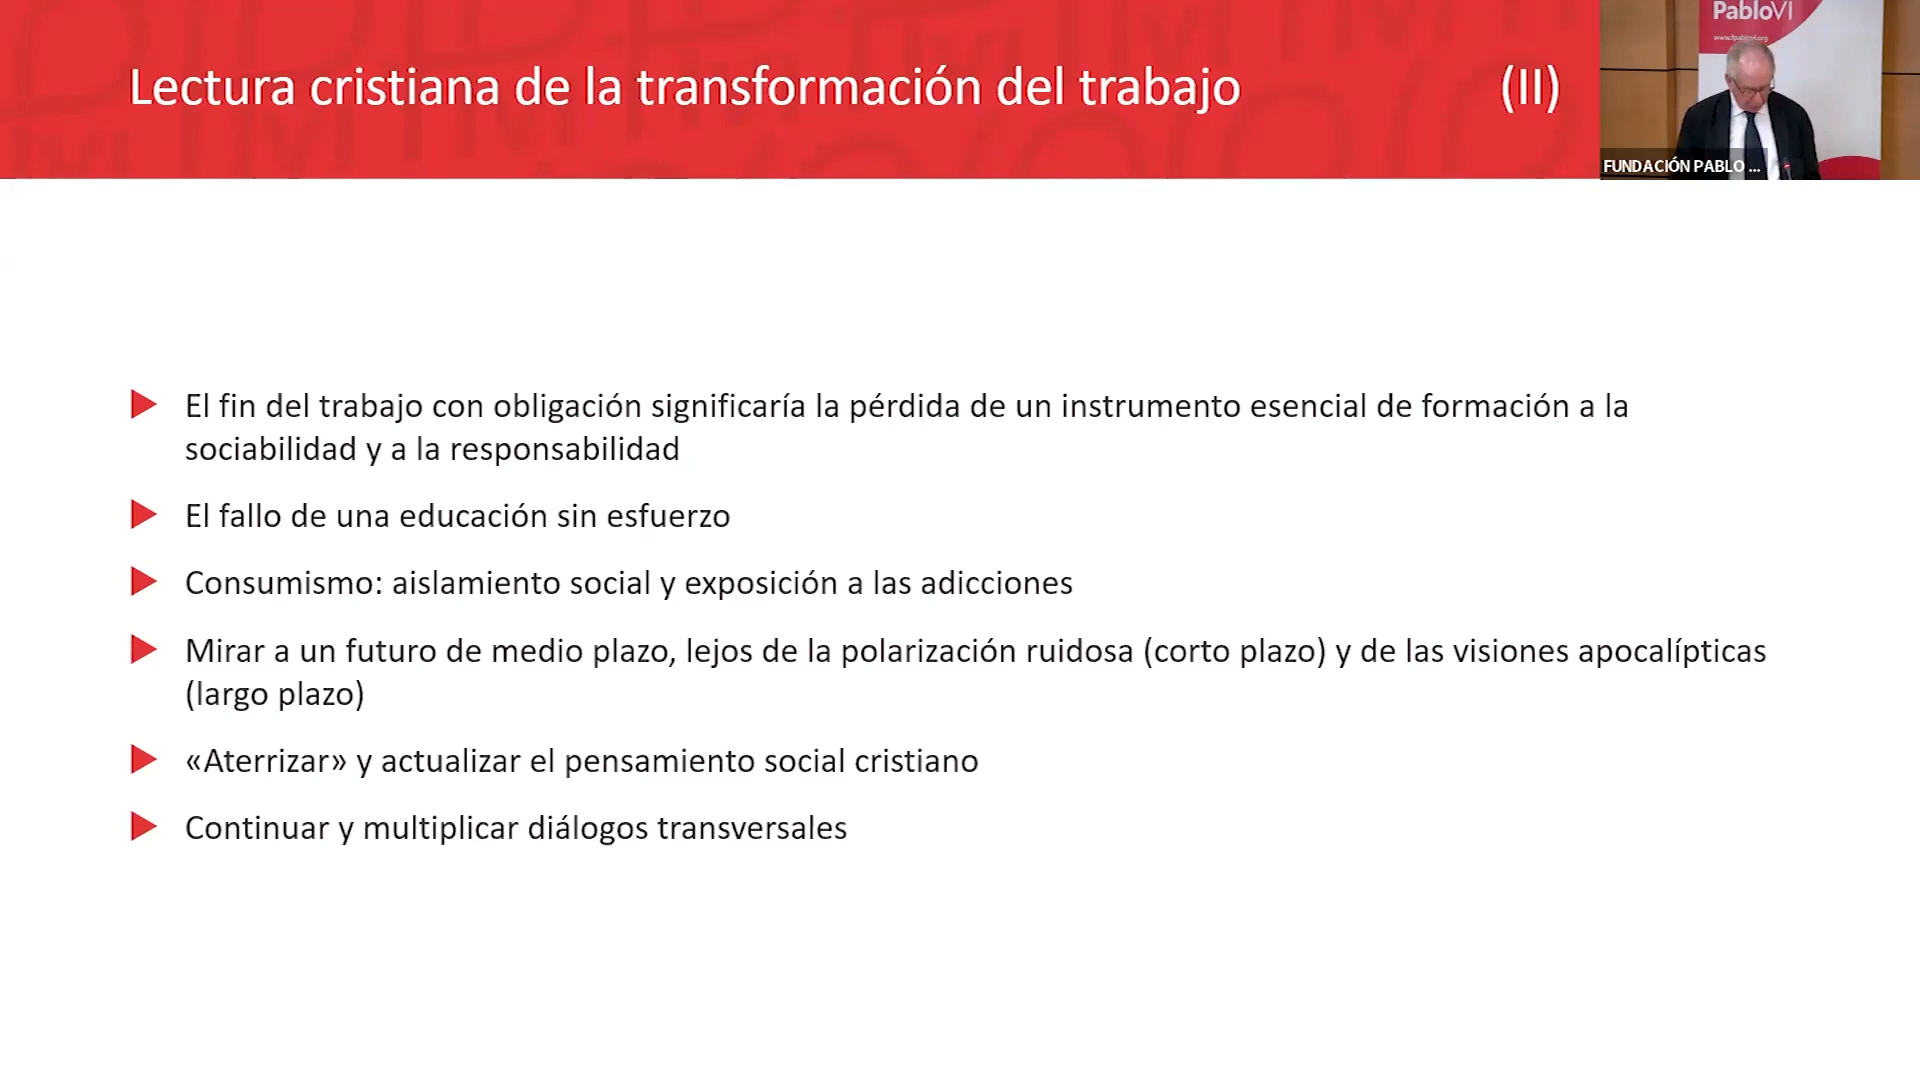 Lectura cristiana de la transformación del trabajo (II)
PabloVI
www.fpablovi.org
FUNDACIÓN PABLO ...
El fin del trabajo con obligación significaría la pérdida de un instrumento esencial de formación a la
sociabilidad y a la responsabilidad
El fallo de una educación sin esfuerzo
Consumismo: aislamiento social y exposición a las adicciones
Mirar a un futuro de medio plazo, lejos de la polarización ruidosa (corto plazo) y de las visiones apocalípticas
(largo plazo)
«Aterrizar» y actualizar el pensamiento social cristiano
Continuar y multiplicar diálogos transversales